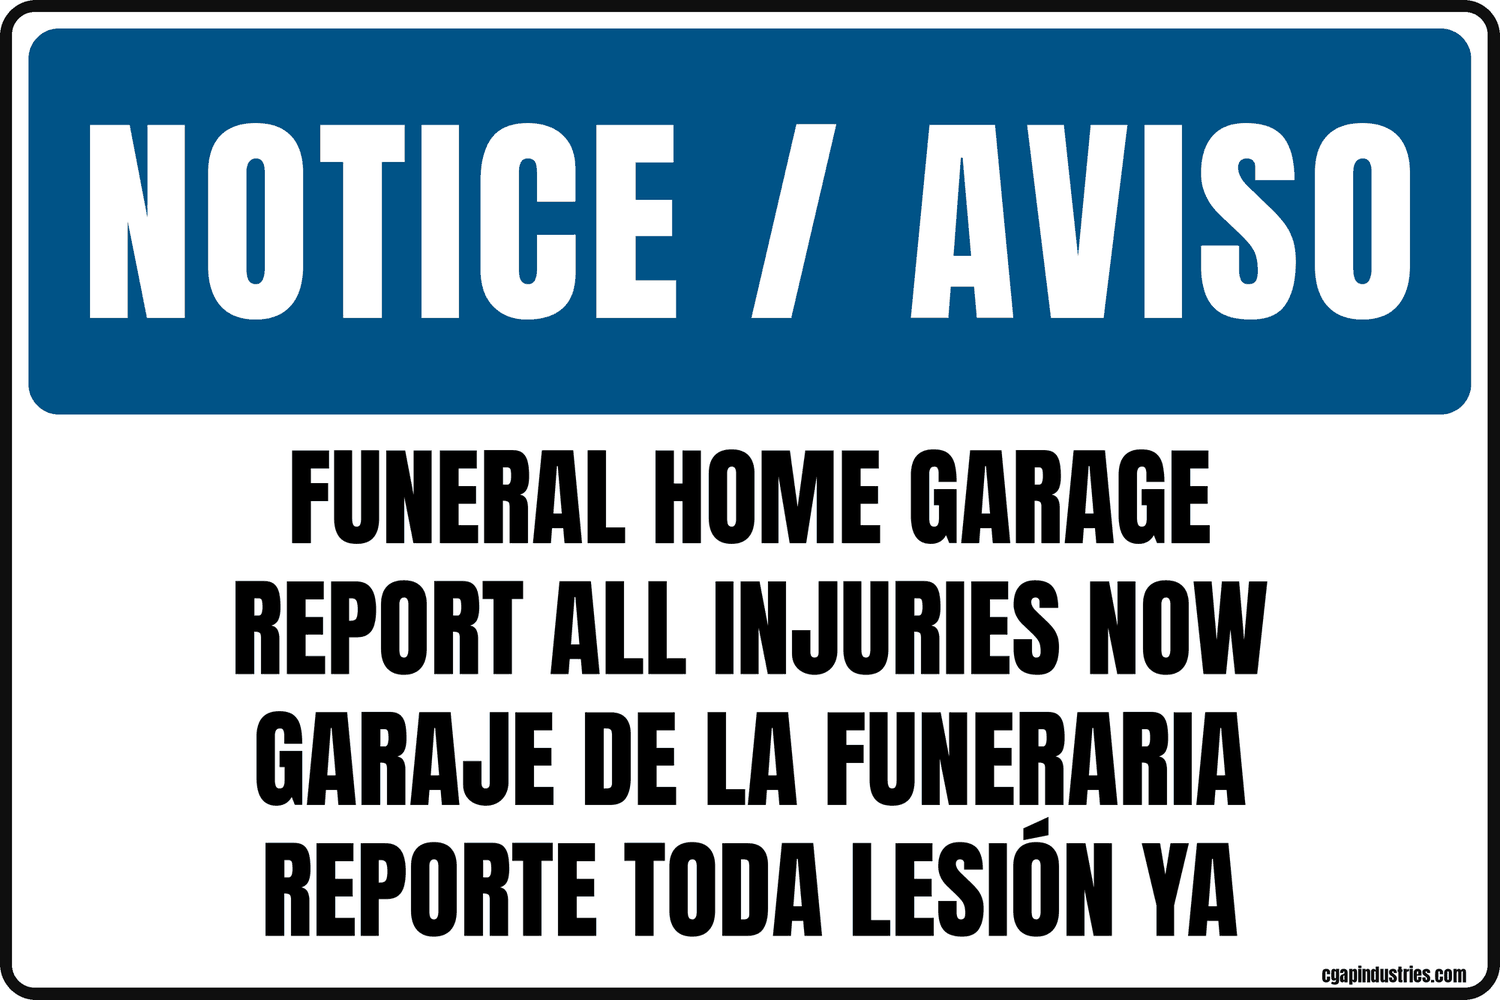 NOTICE / AVISO
FUNERAL HOME GARAGE
REPORT ALL INJURIES NOW
GARAJE DE LA FUNERARIA
REPORTE TODA LESIÓN YA
cgapindustries.com